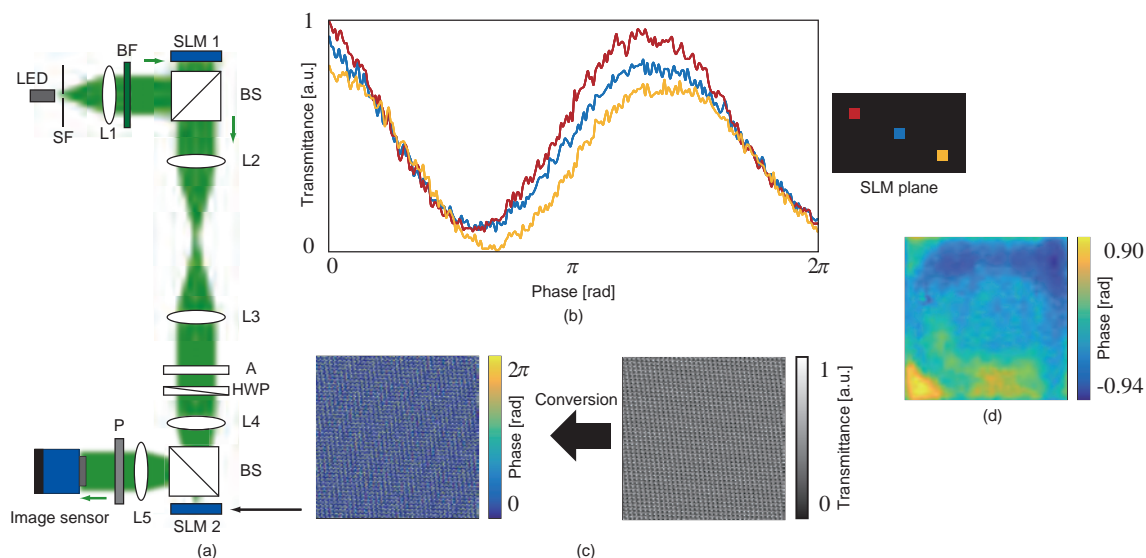 SLM 1
BF
LED
BS
SF
L1
L2
L3
A
HWP
L4
P
BS
Image sensor
L5
SLM 2
(a)
1
Transmittance [a.u.]
0
0
π
2π
Phase [rad]
(b)
SLM plane
2π
Phase [rad]
0
Conversion
1
Transmittance [a.u.]
0
(c)
0.90
Phase [rad]
-0.94
(d)